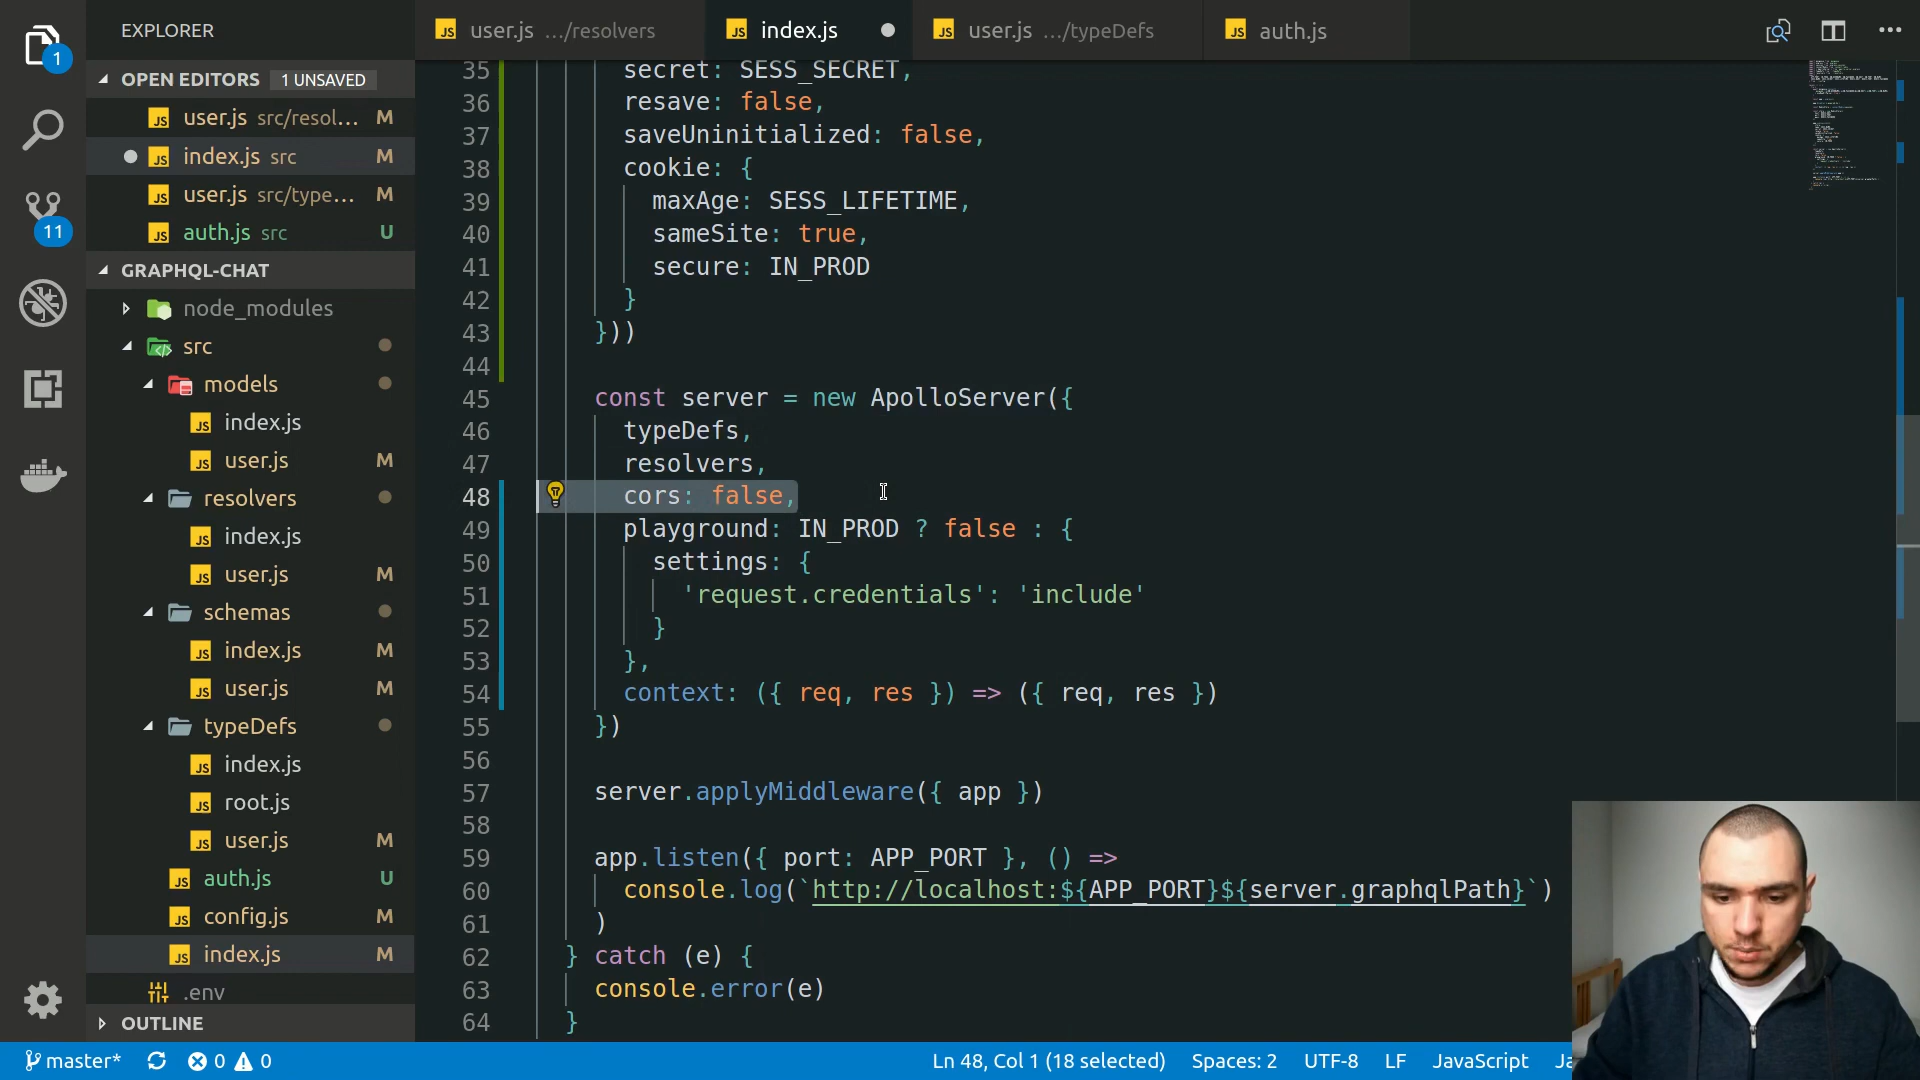 EXPLORER
user.js …/resolvers
index.js
user.js …/typeDefs
auth.js
OPEN EDITORS 1 UNSAVED
user.js src/resol... M
index.js src M
user.js src/type... M
auth.js src U
GRAPHQL-CHAT
node_modules
src
models
index.js
user.js M
resolvers
index.js
user.js M
schemas
index.js M
user.js M
typeDefs
index.js
root.js
user.js M
auth.js U
config.js M
index.js M
.env
OUTLINE
1
11
35 secret: SESS_SECRET,
36 resave: false,
37 saveUninitialized: false,
38 cookie: {
39 maxAge: SESS_LIFETIME,
40 sameSite: true,
41 secure: IN_PROD
42 }
43 }))
44
45 const server = new ApolloServer({
46 typeDefs,
47 resolvers,
48 cors: false,
49 playground: IN_PROD ? false : {
50 settings: {
51 'request.credentials': 'include'
52 }
53 },
54 context: ({ req, res }) => ({ req, res })
55 })
56
57 server.applyMiddleware({ app })
58
59 app.listen({ port: APP_PORT }, () =>
60 console.log(`http://localhost:${APP_PORT}${server.graphqlPath}`)
61 )
62 } catch (e) {
63 console.error(e)
64 }
master* 0 0 Ln 48, Col 1 (18 selected) Spaces: 2 UTF-8 LF JavaScript